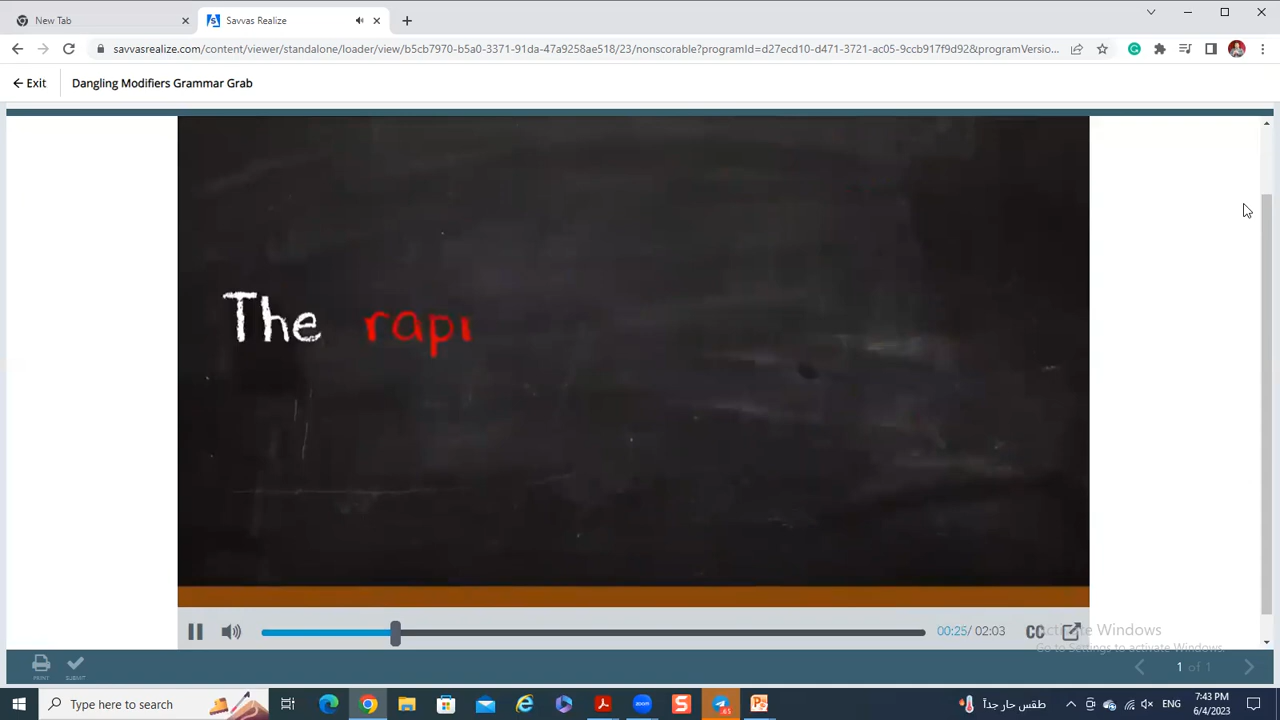 New Tab
Savvas Realize
savvasrealize.com/content/viewer/standalone/loader/view/b5cb7970-b5a0-3371-91da-47a9258ae518/23/nonscorable?programId=d27ecd10-d471-3721-ac05-9ccb917f9d92&programVersio...
Exit
Dangling Modifiers Grammar Grab
The rapi
00:25/ 02:03
CC
Activate Windows
Go to Settings to activate Windows.
PRINT
SUBMIT
1 of 1
Type here to search
طقس حار جداً
ENG
7:43 PM
6/4/2023